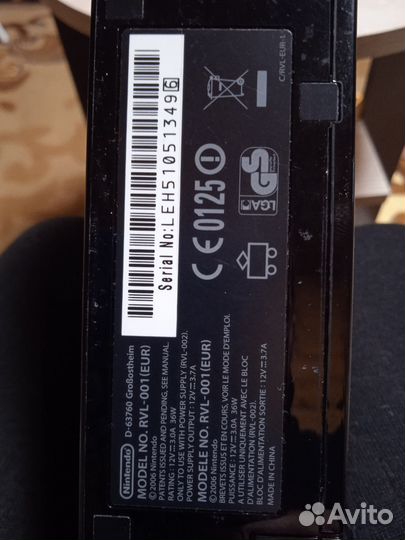 Nintendo
D-63760 Großostheim
MODEL NO. RVL-001(EUR)
©2006 Nintendo
PATENTS ISSUED AND PENDING, SEE MANUAL.
RATING : 12V⎓3.0A 36W
ONLY TO USE WITH POWER SUPPLY (RVL-002).
POWER SUPPLY OUTPUT : 12V⎓3.7A
MODELE NO. RVL-001(EUR)
©2006 Nintendo
BREVETS ISSUS ET EN COURS, VOIR LE MODE D'EMPLOI.
PUISSANCE : 12V⎓3.0A 36W
A UTILISER UNIQUEMENT AVEC LE BLOC
D'ALIMENTATION (RVL-002).
BLOC D'ALIMENTATION SORTIE : 12V⎓3.7A
MADE IN CHINA
Serial No: LEH510513496
CE0125
GS
LGA
C/RVL-EUR-1
Avito